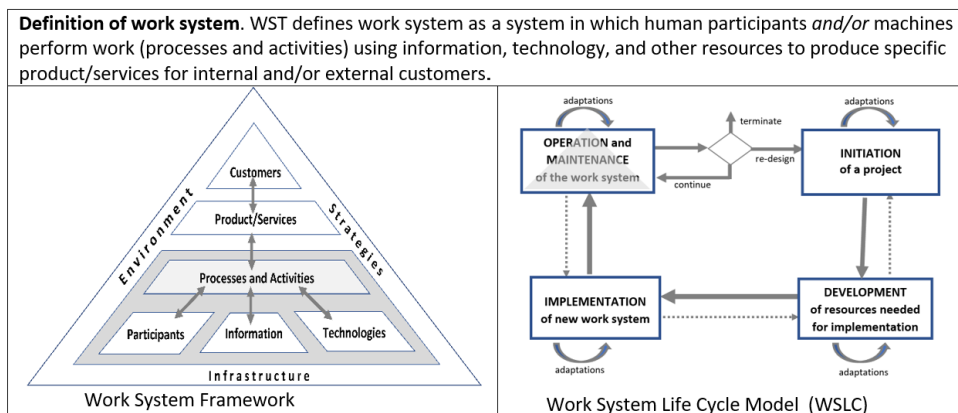 Definition of work system. WST defines work system as a system in which human participants and/or machines
perform work (processes and activities) using information, technology, and other resources to produce specific
product/services for internal and/or external customers.
Customers
Product/Services
Environment
Strategies
Processes and Activities
Participants
Information
Technologies
Infrastructure
Work System Framework
adaptations
OPERATION and
MAINTENANCE
of the work system
terminate
re-design
continue
adaptations
INITIATION
of a project
IMPLEMENTATION
of new work system
adaptations
DEVELOPMENT
of resources needed
for implementation
adaptations
Work System Life Cycle Model (WSLC)